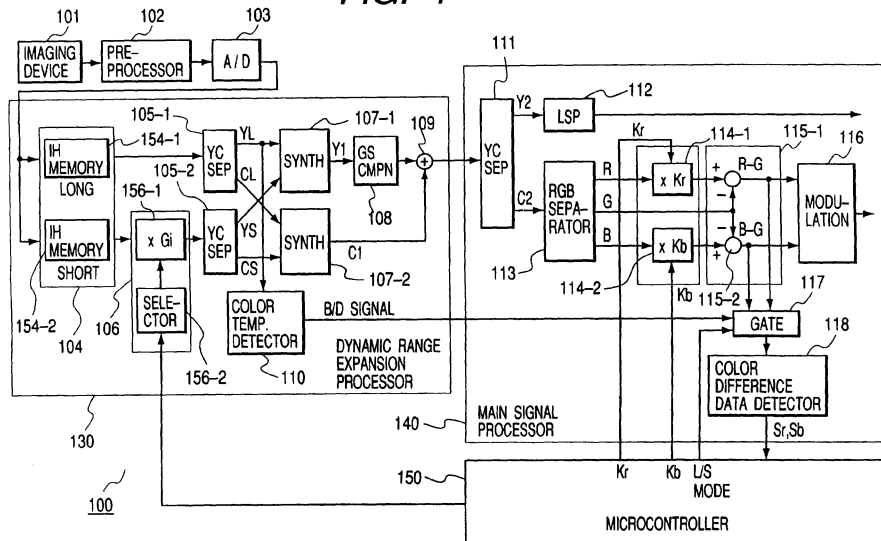 101
102
103
IMAGING
DEVICE
PRE-
PROCESSOR
A/D
111
112
YC
SEP
Y2
LSP
C2
105-1
107-1
109
154-1
1H
MEMORY
LONG
YC
SEP
YL
CL
SYNTH
Y1
GS
CMPN
108
105-2
156-1
1H
MEMORY
SHORT
154-2
104
106
x Gi
YC
SEP
YS
CS
SYNTH
C1
107-2
SELE-
CTOR
156-2
COLOR
TEMP.
DETECTOR
110
B/D SIGNAL
DYNAMIC RANGE
EXPANSION
PROCESSOR
130
Kr
114-1
115-1
116
RGB SEPA-
RATOR
113
R
G
B
x Kr
x Kb
114-2
Kb
+
R-G
−
−
B-G
+
115-2
MODU-
LATION
117
GATE
118
COLOR
DIFFERENCE
DATA DETECTOR
Sr,Sb
MAIN SIGNAL
PROCESSOR
140
150
Kr
Kb
L/S
MODE
MICROCONTROLLER
100